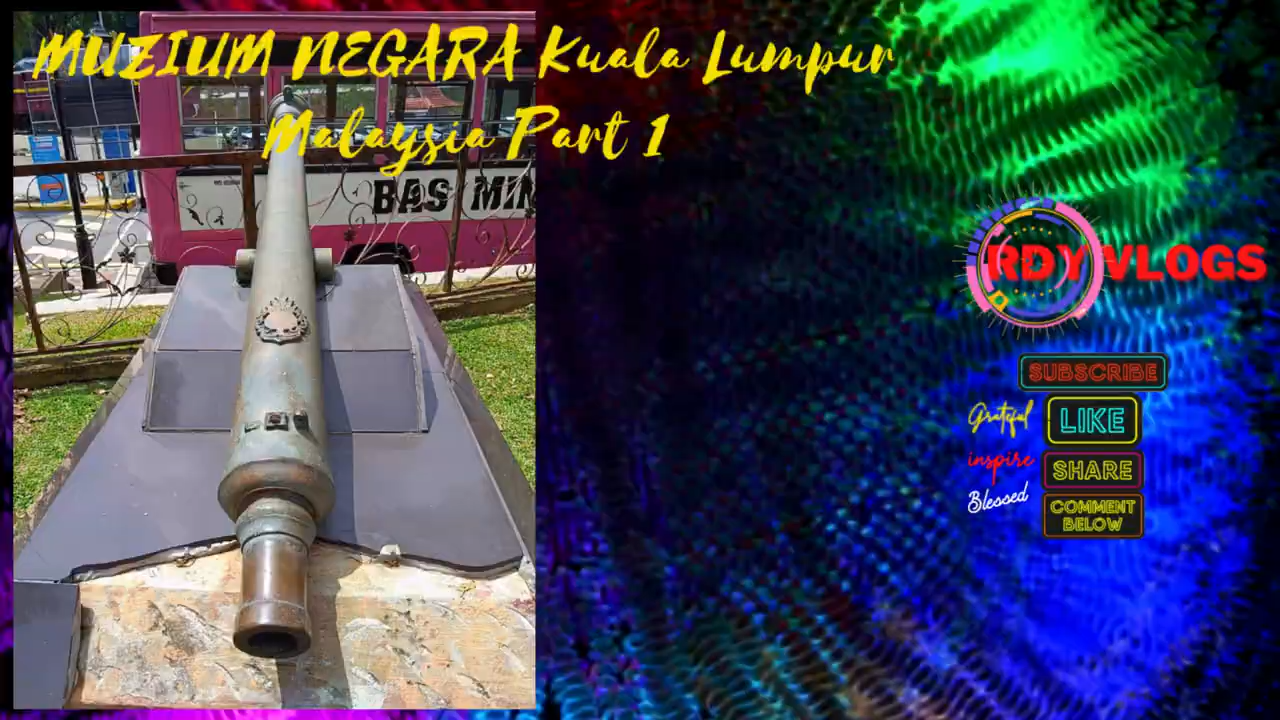 MUZIUM NEGARA Kuala Lumpur
Malaysia Part 1
BAS MIN
RDY VLOGS
SUBSCRIBE
Grateful
LIKE
inspire
SHARE
Blessed
COMMENT
BELOW